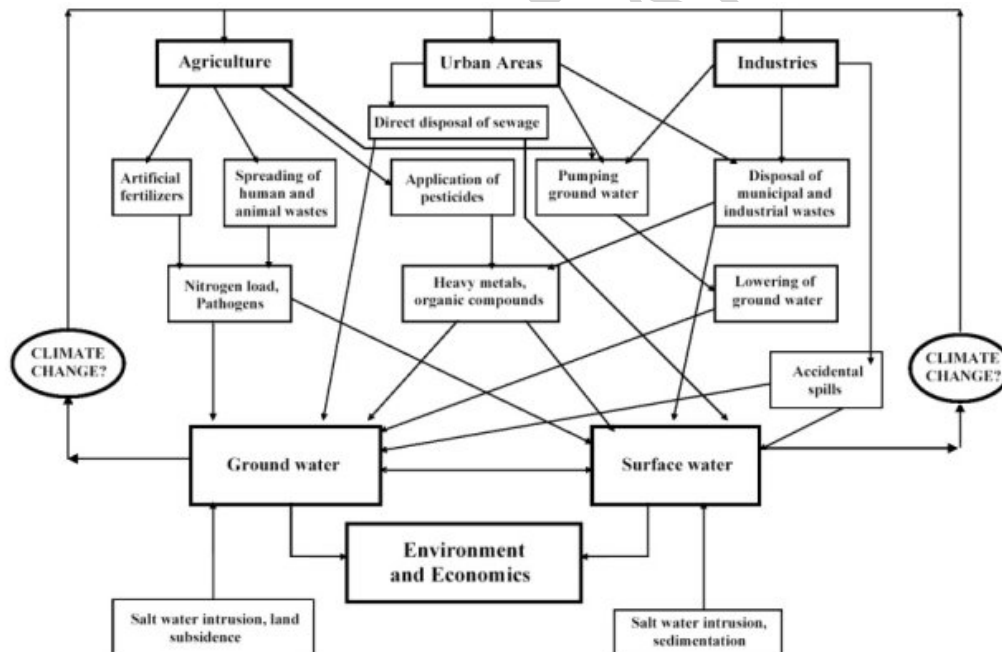 Agriculture
Urban Areas
Industries
Direct disposal of sewage
Artificial
fertilizers
Spreading of
human and
animal wastes
Application of
pesticides
Pumping
ground water
Disposal of
municipal and
industrial wastes
Nitrogen load,
Pathogens
Heavy metals,
organic compounds
Lowering of
ground water
CLIMATE
CHANGE?
Accidental
spills
CLIMATE
CHANGE?
Ground water
Surface water
Environment
and Economics
Salt water intrusion, land
subsidence
Salt water intrusion,
sedimentation